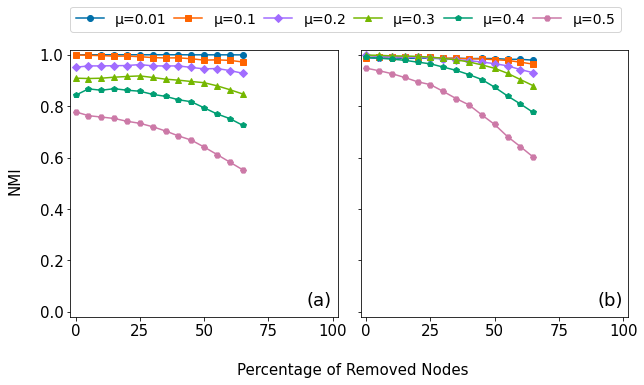 μ=0.01 μ=0.1 μ=0.2 μ=0.3 μ=0.4 μ=0.5
1.0
0.8
0.6
0.4
0.2
0.0
NMI
(a) (b)
0 25 50 75 100 0 25 50 75 100
Percentage of Removed Nodes